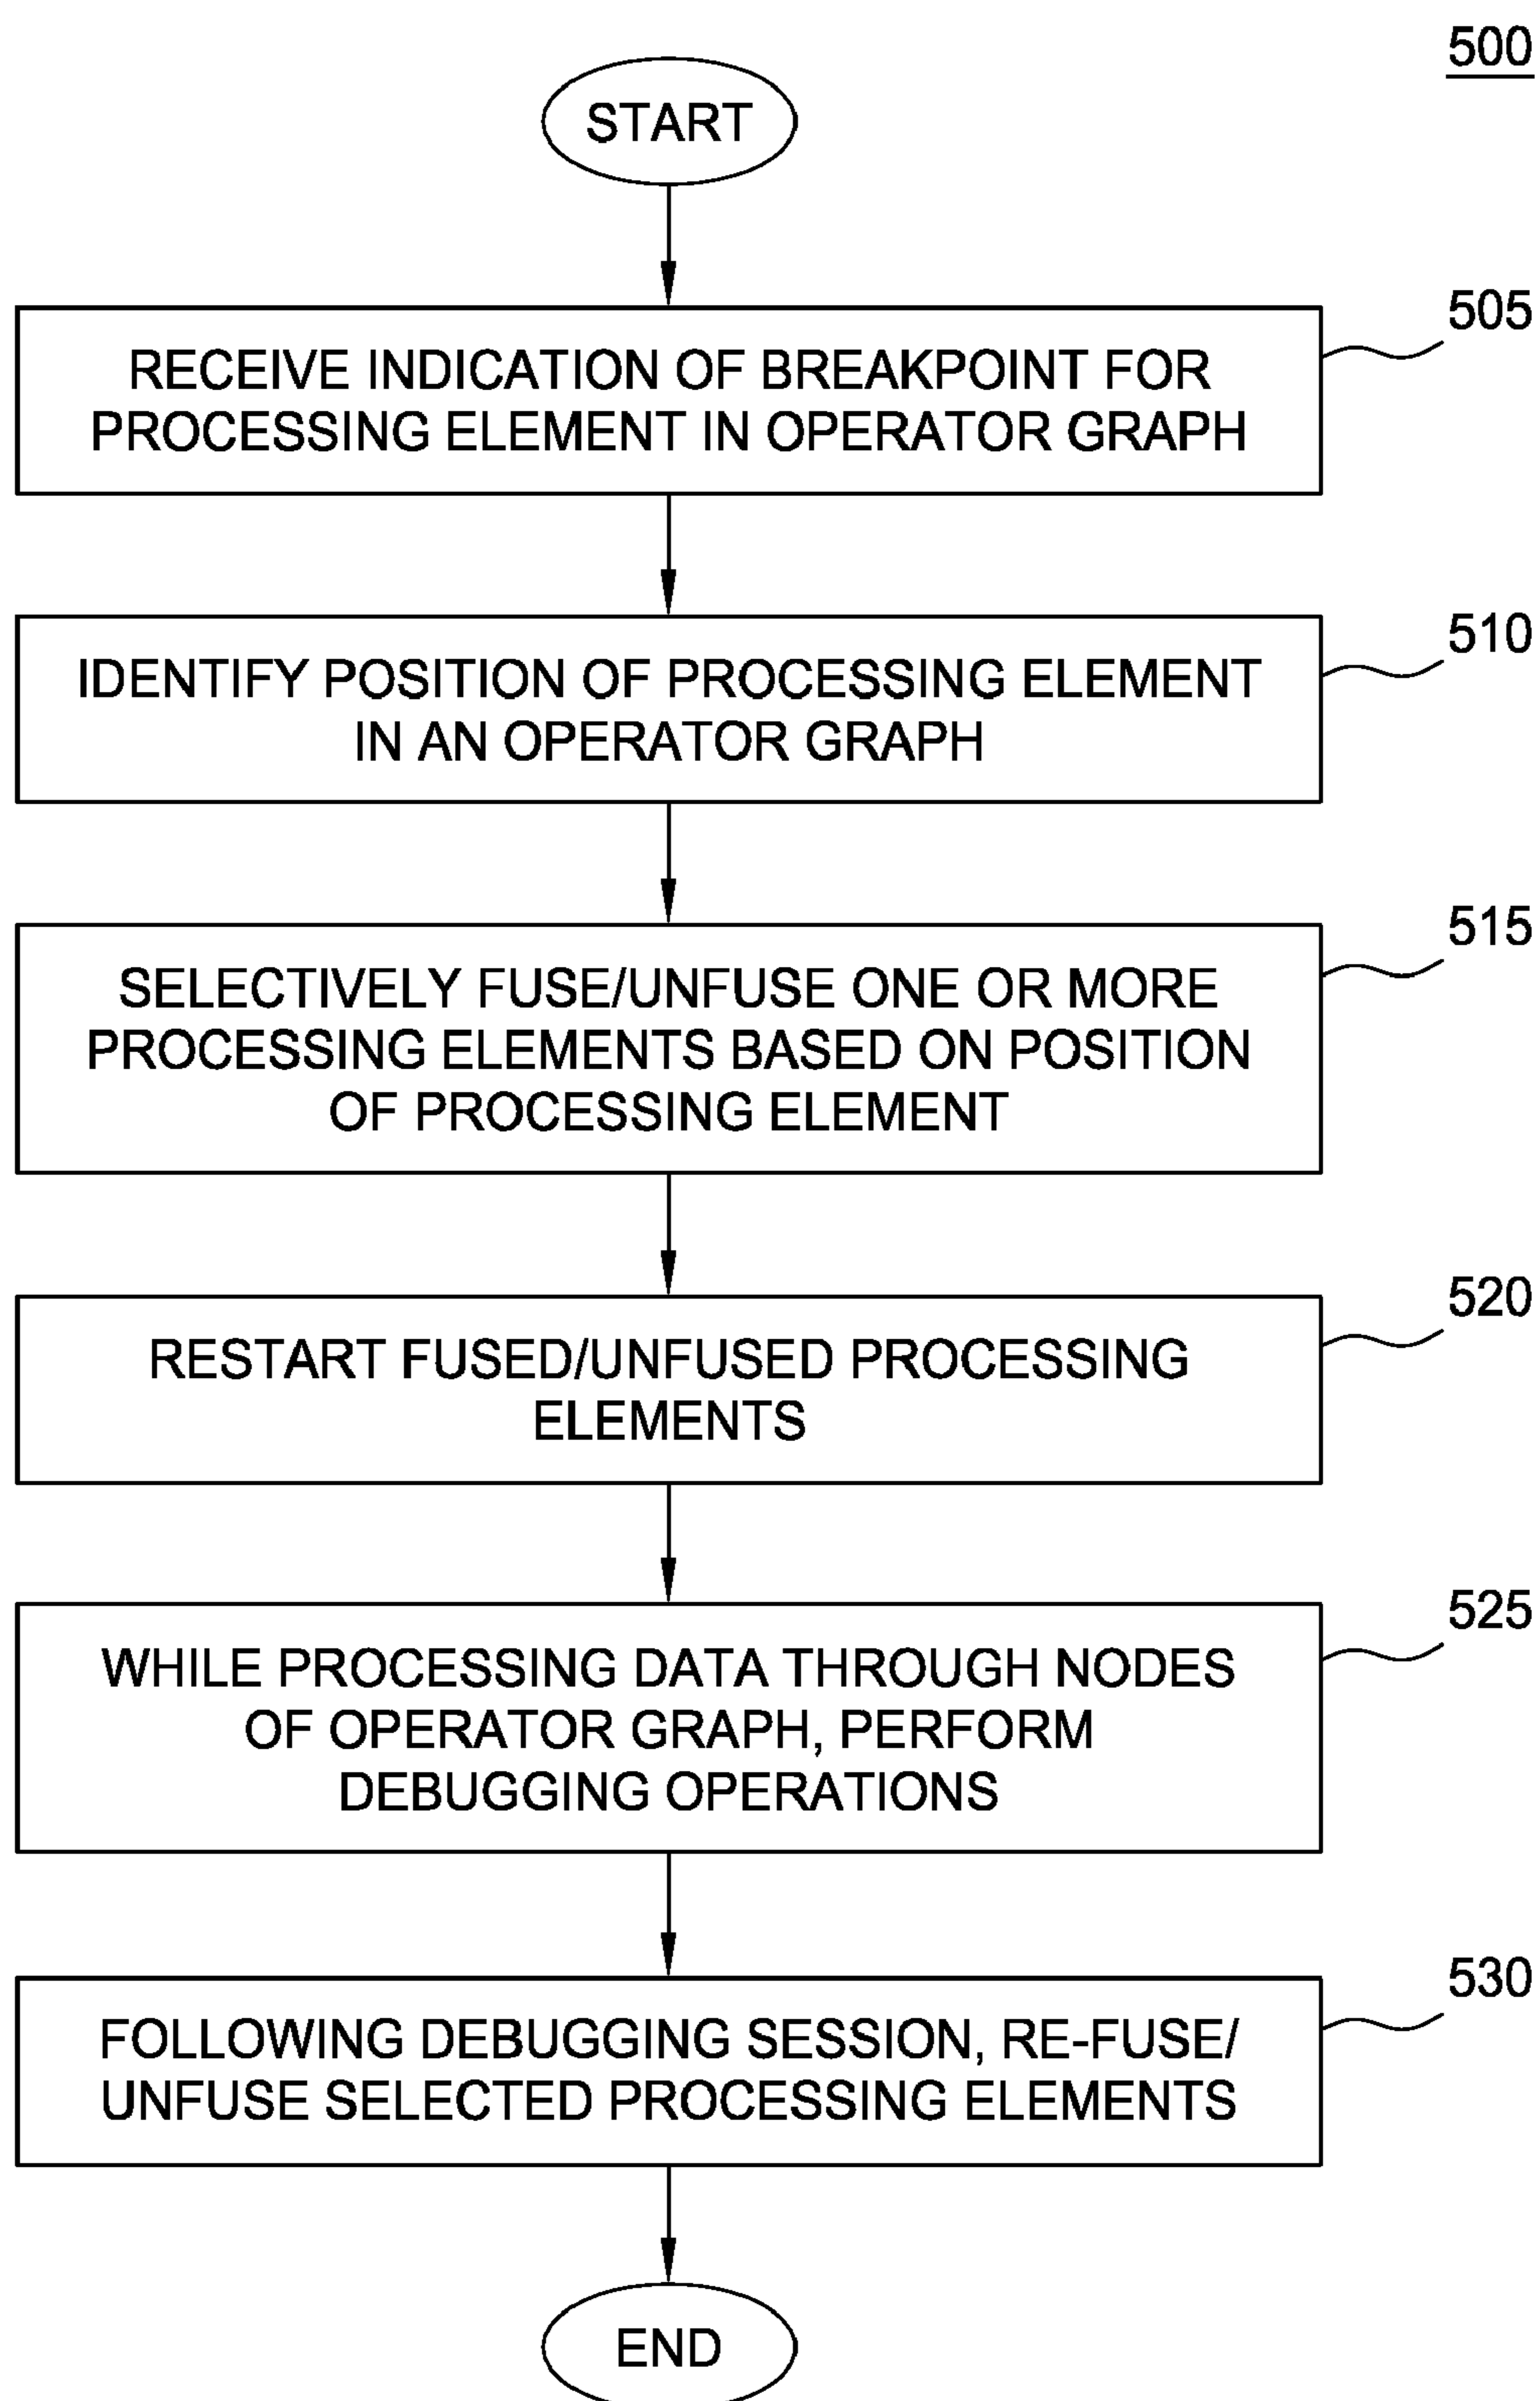 500
START
505
RECEIVE INDICATION OF BREAKPOINT FOR
PROCESSING ELEMENT IN OPERATOR GRAPH
510
IDENTIFY POSITION OF PROCESSING ELEMENT
IN AN OPERATOR GRAPH
515
SELECTIVELY FUSE/UNFUSE ONE OR MORE
PROCESSING ELEMENTS BASED ON POSITION
OF PROCESSING ELEMENT
520
RESTART FUSED/UNFUSED PROCESSING
ELEMENTS
525
WHILE PROCESSING DATA THROUGH NODES
OF OPERATOR GRAPH, PERFORM
DEBUGGING OPERATIONS
530
FOLLOWING DEBUGGING SESSION, RE-FUSE/
UNFUSE SELECTED PROCESSING ELEMENTS
END